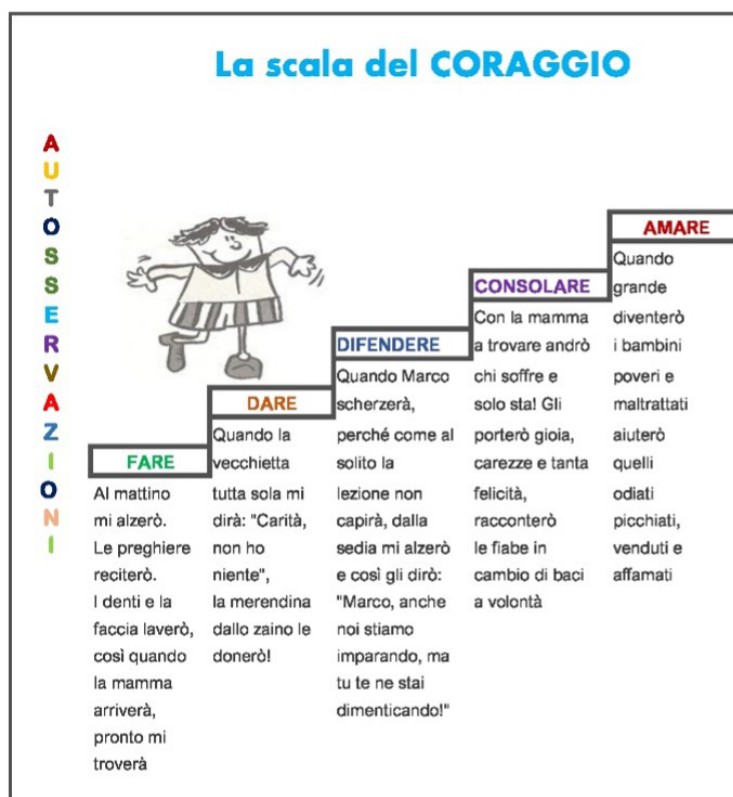 La scala del CORAGGIO
AUTOSSERVAZIONI
FARE
Al mattino
mi alzerò.
Le preghiere
reciterò.
I denti e la
faccia laverò,
così quando
la mamma
arriverà,
pronto mi
troverà
DARE
Quando la
vecchietta
tutta sola mi
dirà: "Carità,
non ho
niente",
la merendina
dallo zaino le
donerò!
DIFENDERE
Quando Marco
scherzerà,
perché come al
solito la
lezione non
capirà, dalla
sedia mi alzerò
e così gli dirò:
"Marco, anche
noi stiamo
imparando, ma
tu te ne stai
dimenticando!"
CONSOLARE
Con la mamma
a trovare andrò
chi soffre e
solo sta! Gli
porterò gioia,
carezze e tanta
felicità,
racconterò
le fiabe in
cambio di baci
a volontà
AMARE
Quando
grande
diventerò
i bambini
poveri e
maltrattati
aiuterò
quelli
odiati
picchiati,
venduti e
affamati